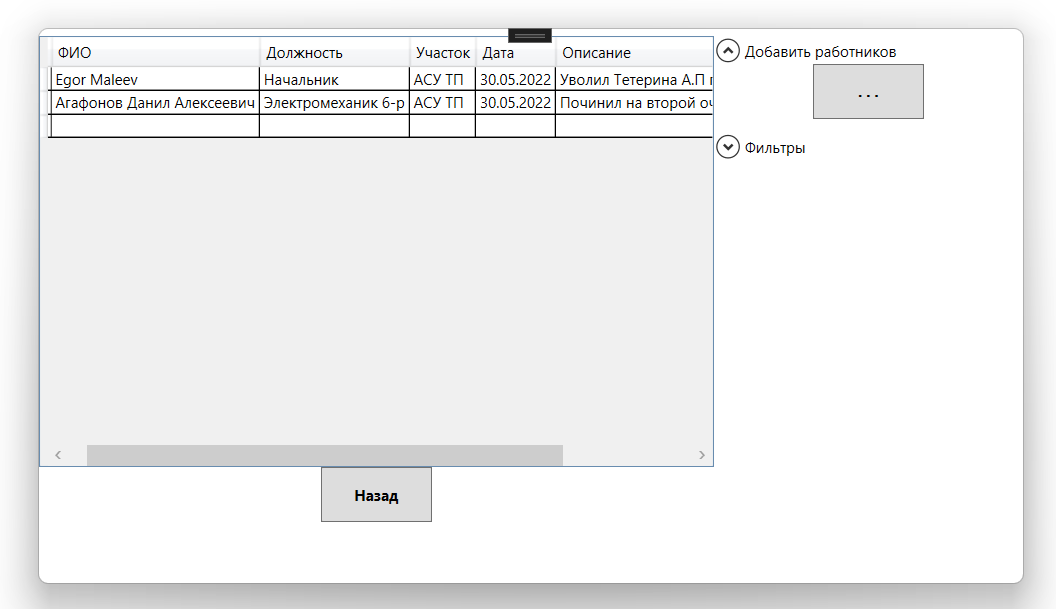 ФИО Должность Участок Дата Описание
Egor Maleev Начальник АСУ ТП 30.05.2022 Уволил Тетерина А.П
Агафонов Данил Алексеевич Электромеханик 6-р АСУ ТП 30.05.2022 Починил на второй
Добавить работников
...
Фильтры
Назад